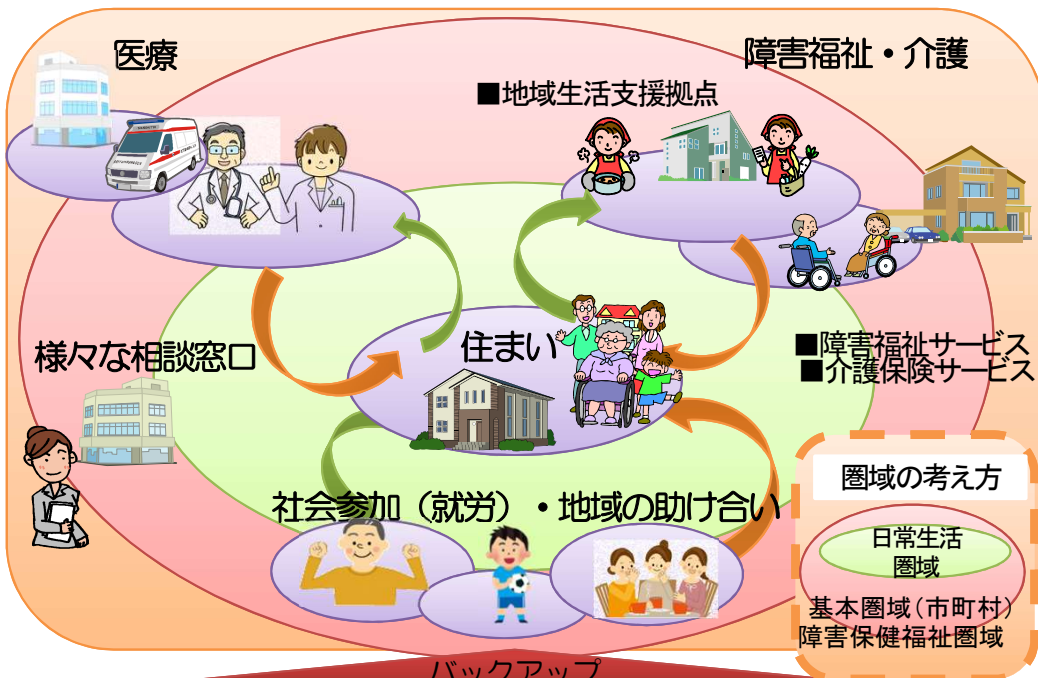 医療
障害福祉・介護
■地域生活支援拠点
住まい
様々な相談窓口
■障害福祉サービス
■介護保険サービス
社会参加（就労）・地域の助け合い
圏域の考え方
日常生活
圏域
基本圏域（市町村）
障害保健福祉圏域
バックアップ